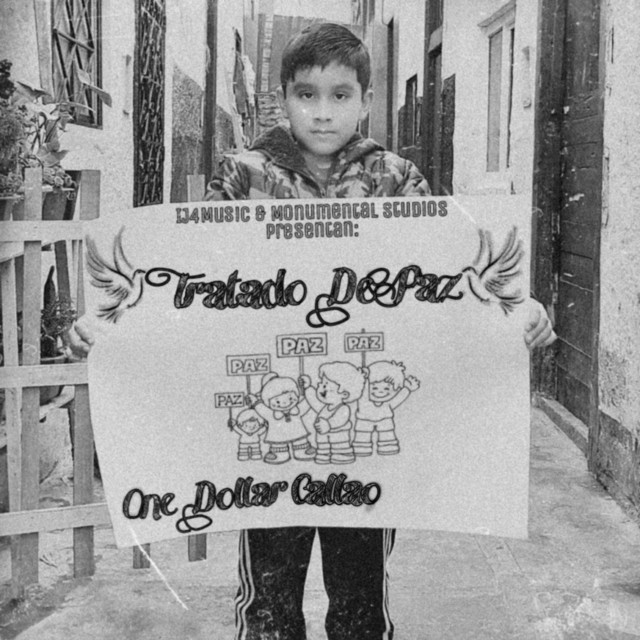 IJ4Music & Monumental Studios
Presentan:
Tratado De Paz
PAZ
PAZ
PAZ
PAZ
One Dollar Callao